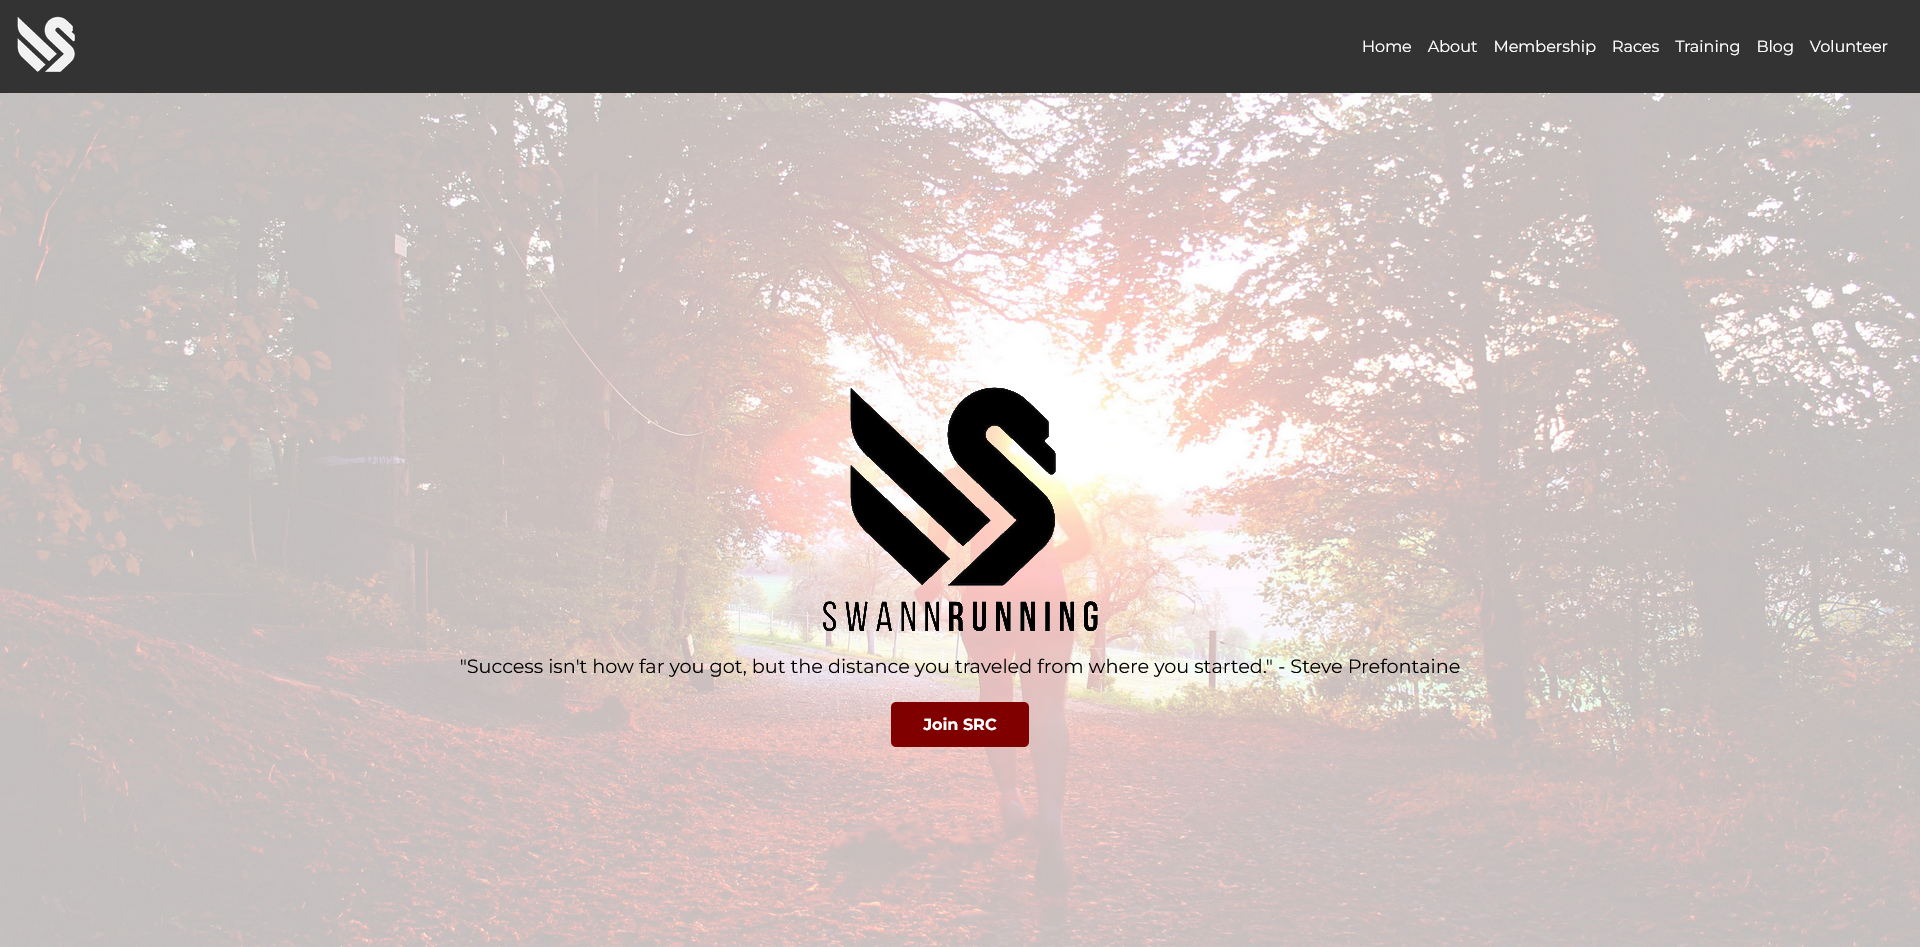 Home About Membership Races Training Blog Volunteer
SWANNRUNNING
"Success isn't how far you got, but the distance you traveled from where you started." - Steve Prefontaine
Join SRC